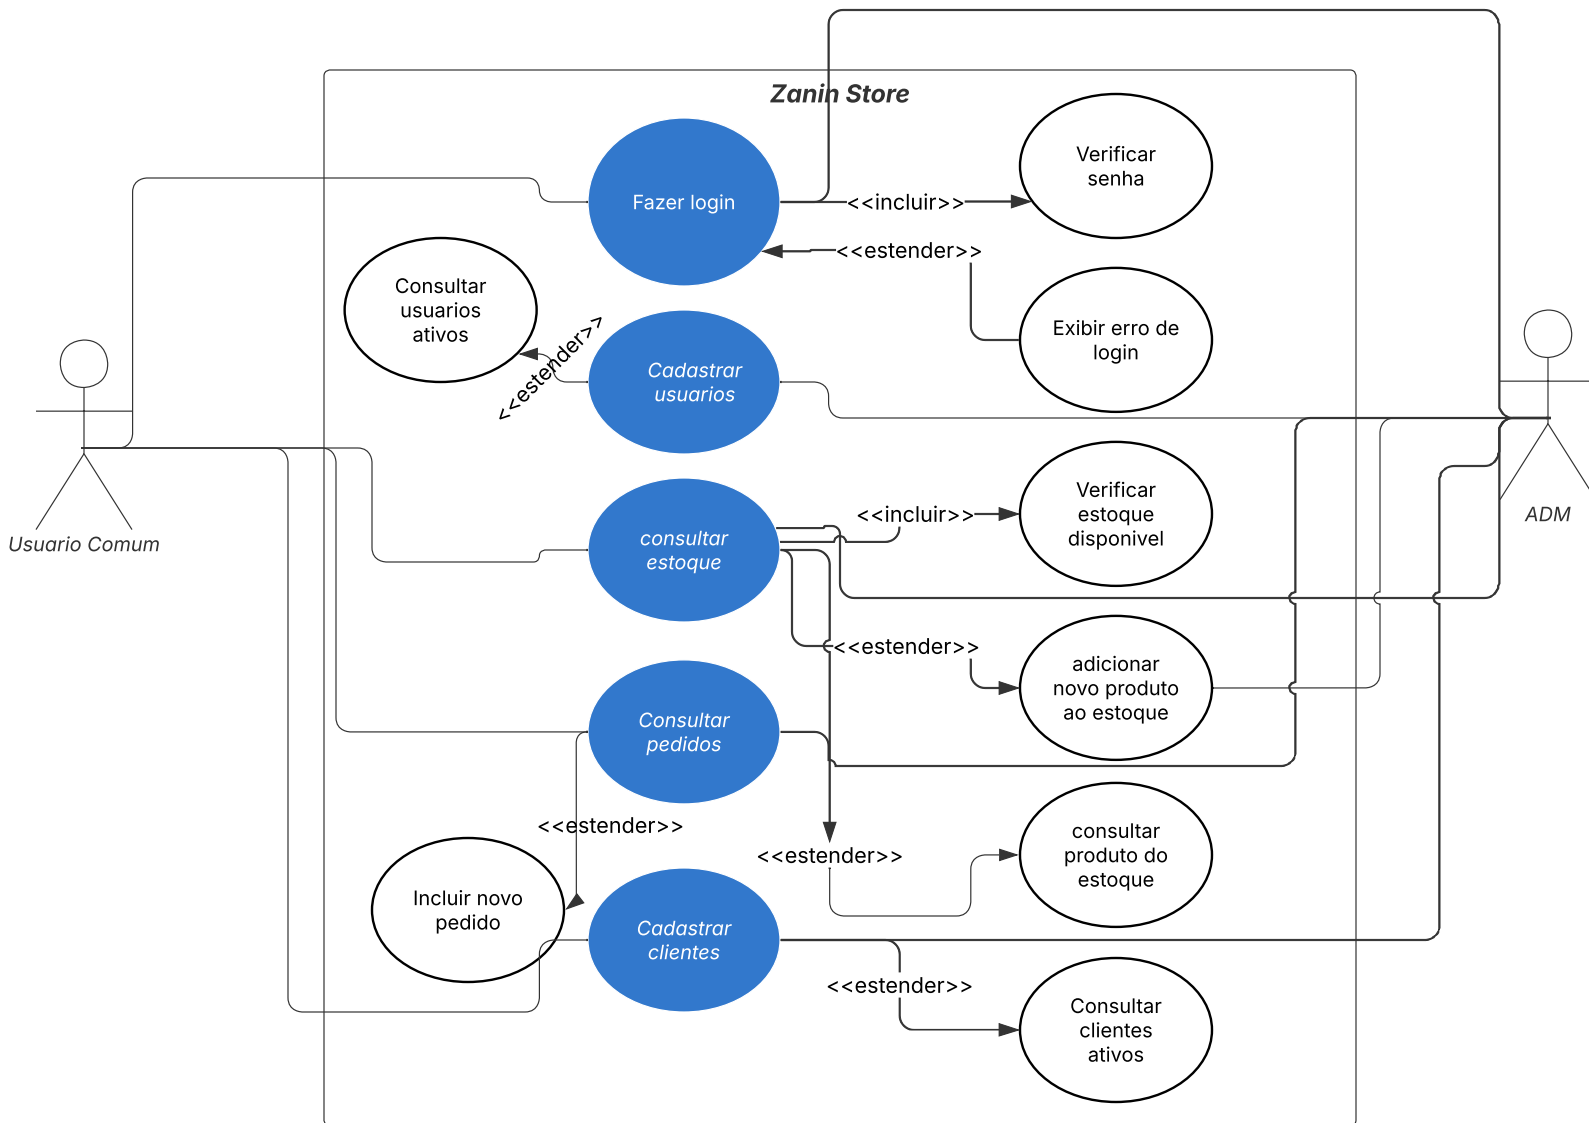 Zanin Store
Verificar
senha
Fazer login
<<incluir>>
<<estender>>
Consultar
usuarios
ativos
Exibir erro de
login
<<estender>>
Cadastrar
usuarios
Verificar
estoque
disponivel
<<incluir>>
ADM
Usuario Comum
consultar
estoque
<<estender>>
adicionar
novo produto
ao estoque
Consultar
pedidos
<<estender>>
<<estender>>
consultar
produto do
estoque
Incluir novo
pedido
Cadastrar
clientes
<<estender>>
Consultar
clientes
ativos